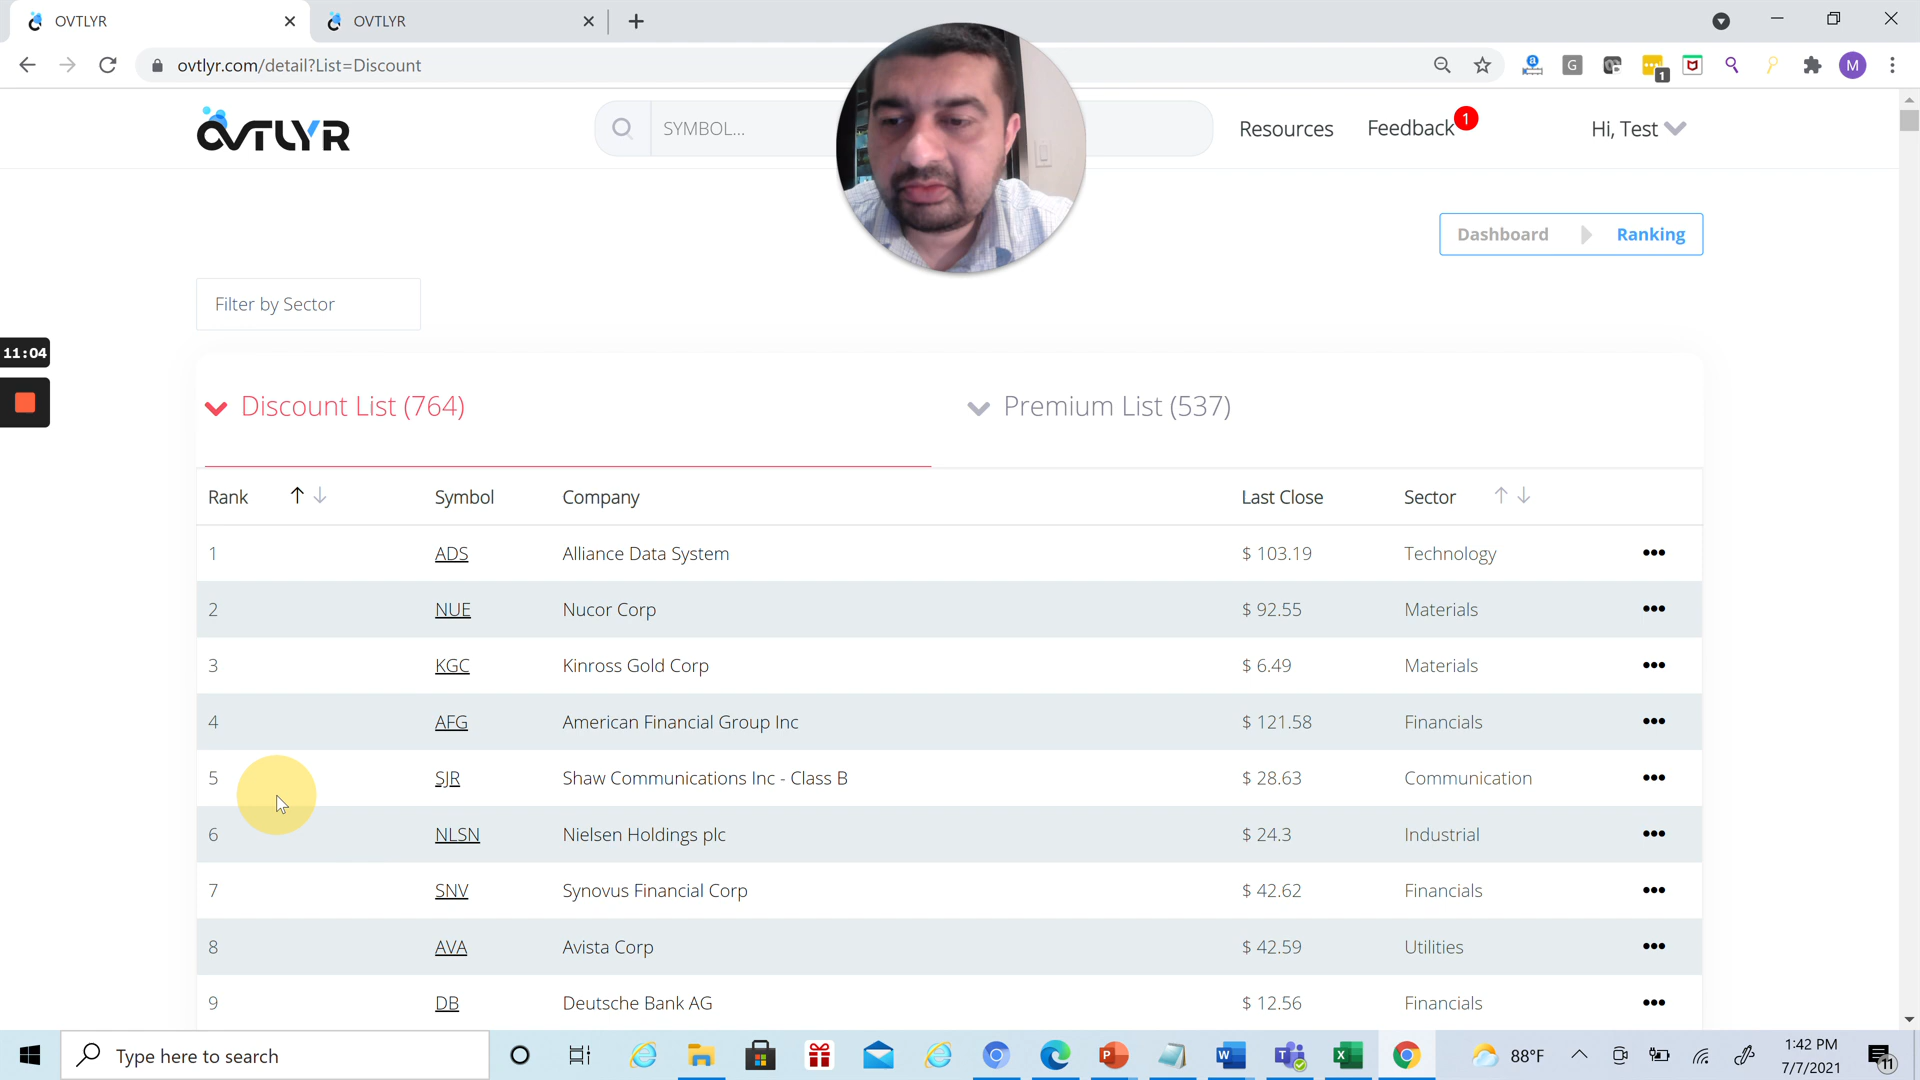 OVTLYR
OVTLYR
ovtlyr.com/detail?List=Discount
G
1
M
OVTLYR
SYMBOL...
Resources
Feedback
1
Hi, Test
Dashboard
Ranking
Filter by Sector
11:04
Discount List (764)
Premium List (537)
Rank Symbol Company Last Close Sector
1 ADS Alliance Data System $ 103.19 Technology
2 NUE Nucor Corp $ 92.55 Materials
3 KGC Kinross Gold Corp $ 6.49 Materials
4 AFG American Financial Group Inc $ 121.58 Financials
5 SJR Shaw Communications Inc - Class B $ 28.63 Communication
6 NLSN Nielsen Holdings plc $ 24.3 Industrial
7 SNV Synovus Financial Corp $ 42.62 Financials
8 AVA Avista Corp $ 42.59 Utilities
9 DB Deutsche Bank AG $ 12.56 Financials
Type here to search
88°F
1:42 PM
7/7/2021
11